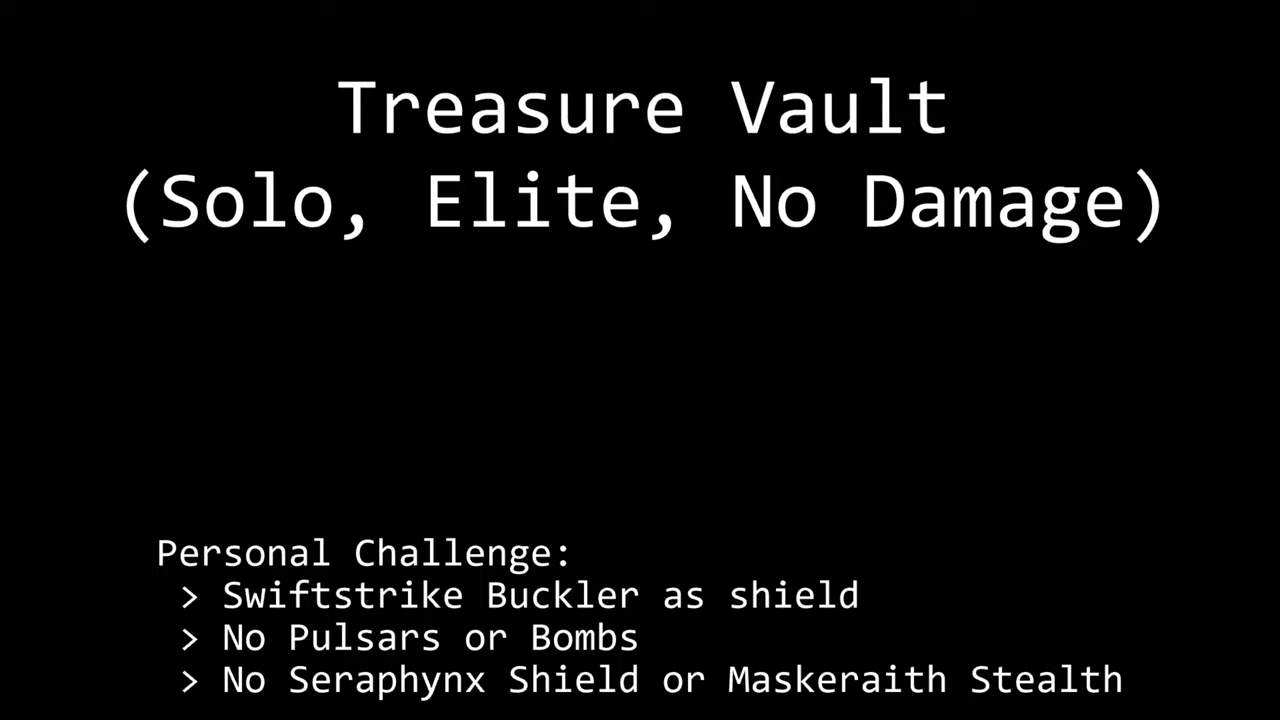 Treasure Vault
(Solo, Elite, No Damage)
Personal Challenge:
> Swiftstrike Buckler as shield
> No Pulsars or Bombs
> No Seraphynx Shield or Maskeraith Stealth